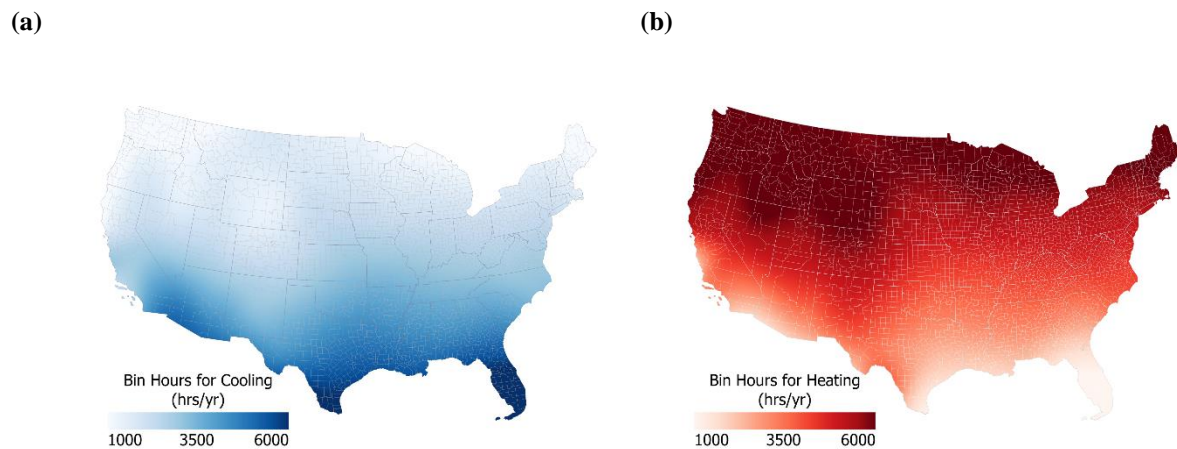 (a)
(b)
Bin Hours for Cooling
(hrs/yr)
1000 3500 6000
Bin Hours for Heating
(hrs/yr)
1000 3500 6000